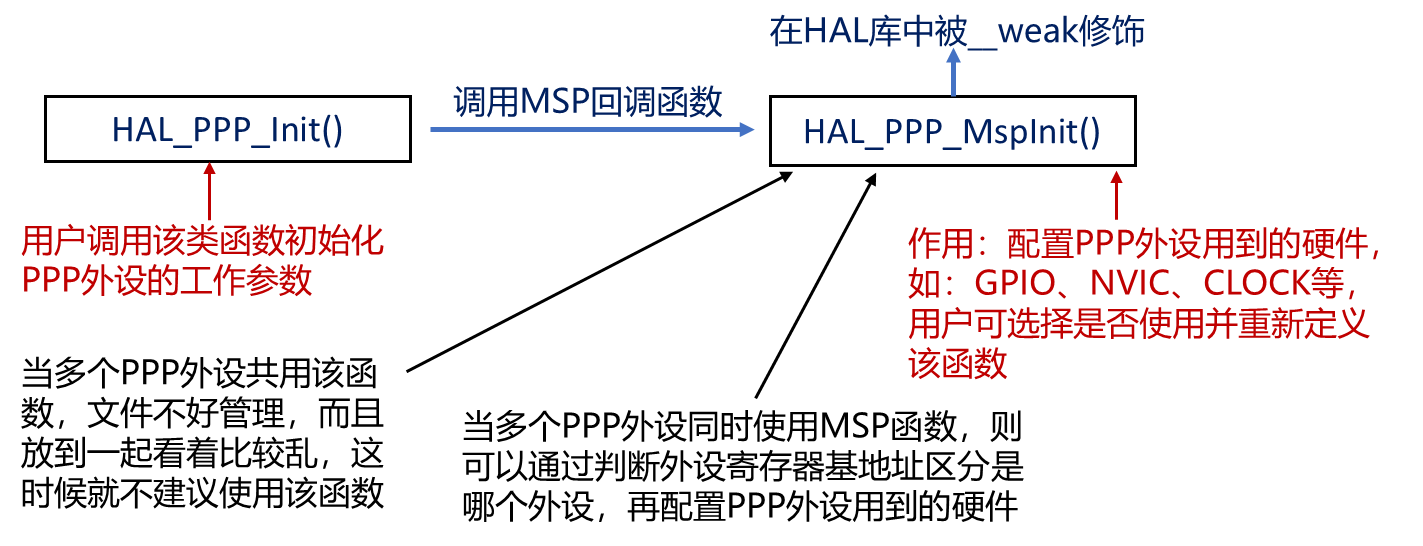 在HAL库中被__weak修饰
调用MSP回调函数
HAL_PPP_Init()
HAL_PPP_MspInit()
用户调用该类函数初始化
PPP外设的工作参数
作用：配置PPP外设用到的硬件，
如：GPIO、NVIC、CLOCK等，
用户可选择是否使用并重新定义
该函数
当多个PPP外设共用该函
数，文件不好管理，而且
放到一起看着比较乱，这
时候就不建议使用该函数
当多个PPP外设同时使用MSP函数，则
可以通过判断外设寄存器基地址区分是
哪个外设，再配置PPP外设用到的硬件